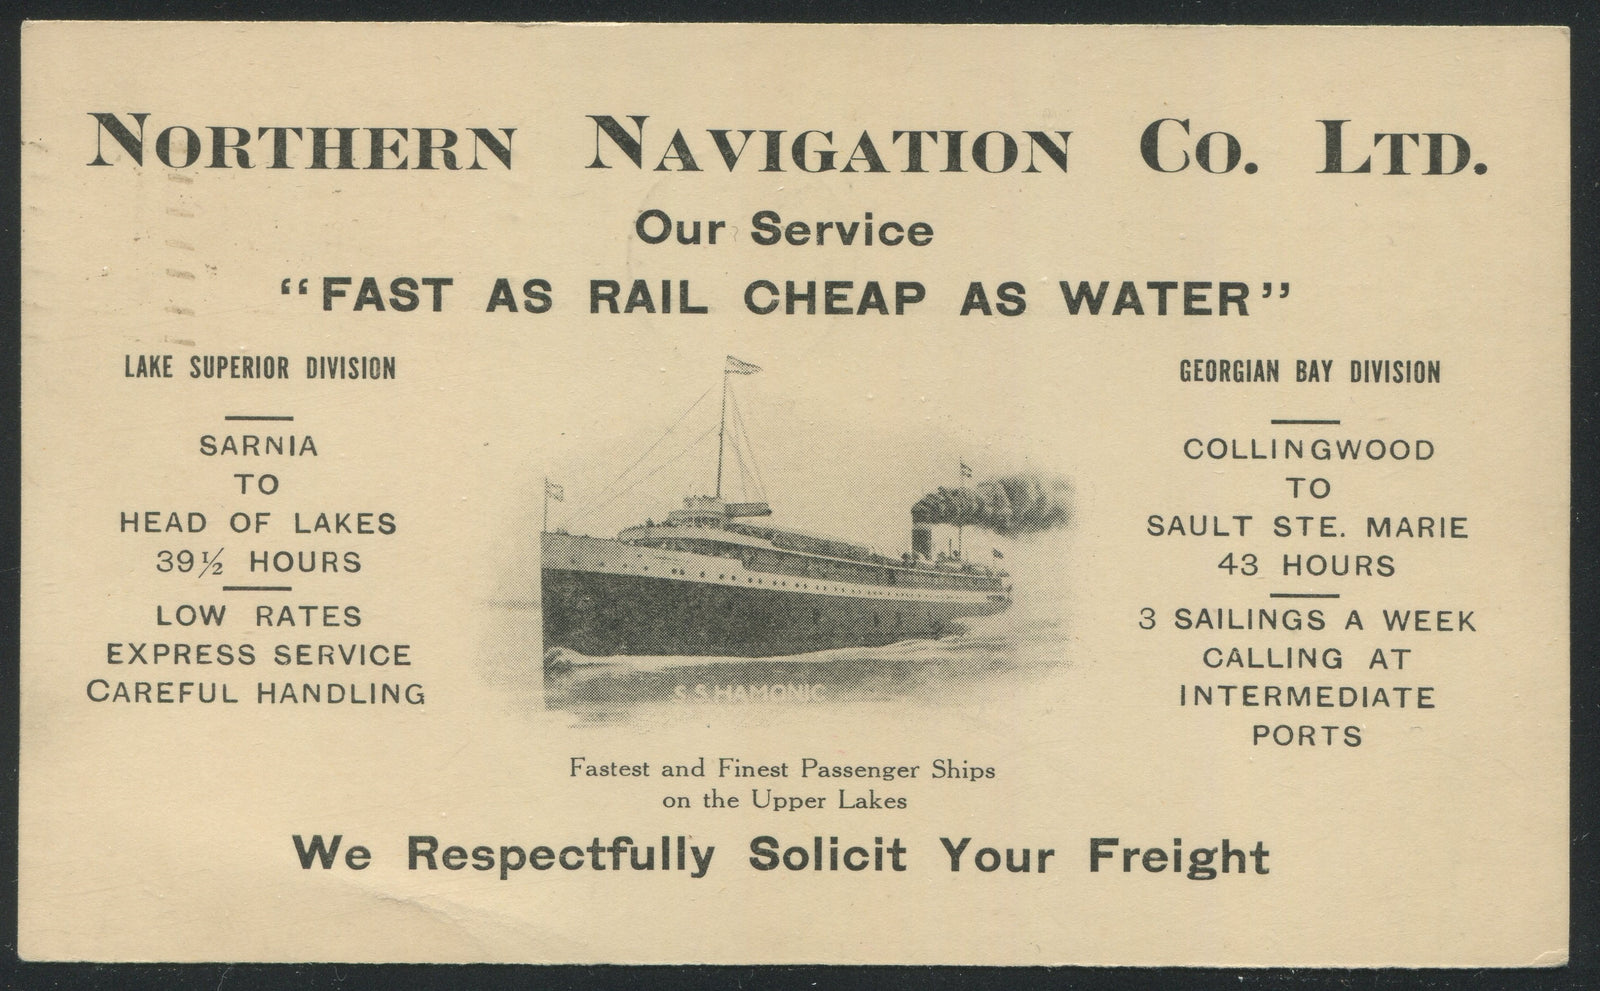 NORTHERN NAVIGATION CO. LTD.
Our Service
"FAST AS RAIL CHEAP AS WATER"
LAKE SUPERIOR DIVISION
SARNIA
TO
HEAD OF LAKES
39½ HOURS
LOW RATES
EXPRESS SERVICE
CAREFUL HANDLING
S.S. HAMONIC
Fastest and Finest Passenger Ships
on the Upper Lakes
GEORGIAN BAY DIVISION
COLLINGWOOD
TO
SAULT STE. MARIE
43 HOURS
3 SAILINGS A WEEK
CALLING AT
INTERMEDIATE
PORTS
We Respectfully Solicit Your Freight